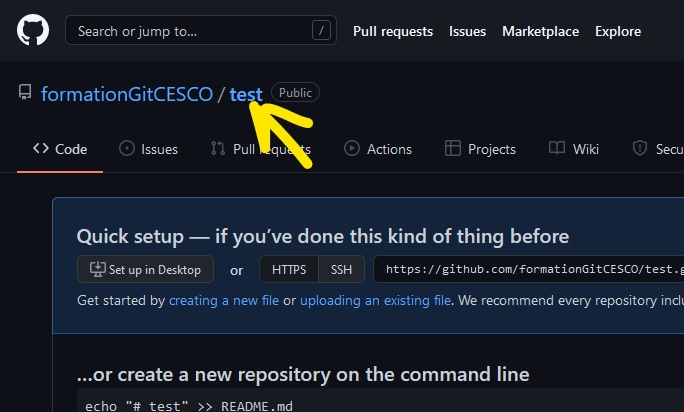 Search or jump to... / Pull requests Issues Marketplace Explore
formationGitCESCO / test Public
Code Issues Pull requests Actions Projects Wiki Secu
Quick setup — if you've done this kind of thing before
Set up in Desktop or HTTPS SSH https://github.com/formationGitCESCO/test.g
Get started by creating a new file or uploading an existing file. We recommend every repository inclu
...or create a new repository on the command line
echo "# test" >> README.md